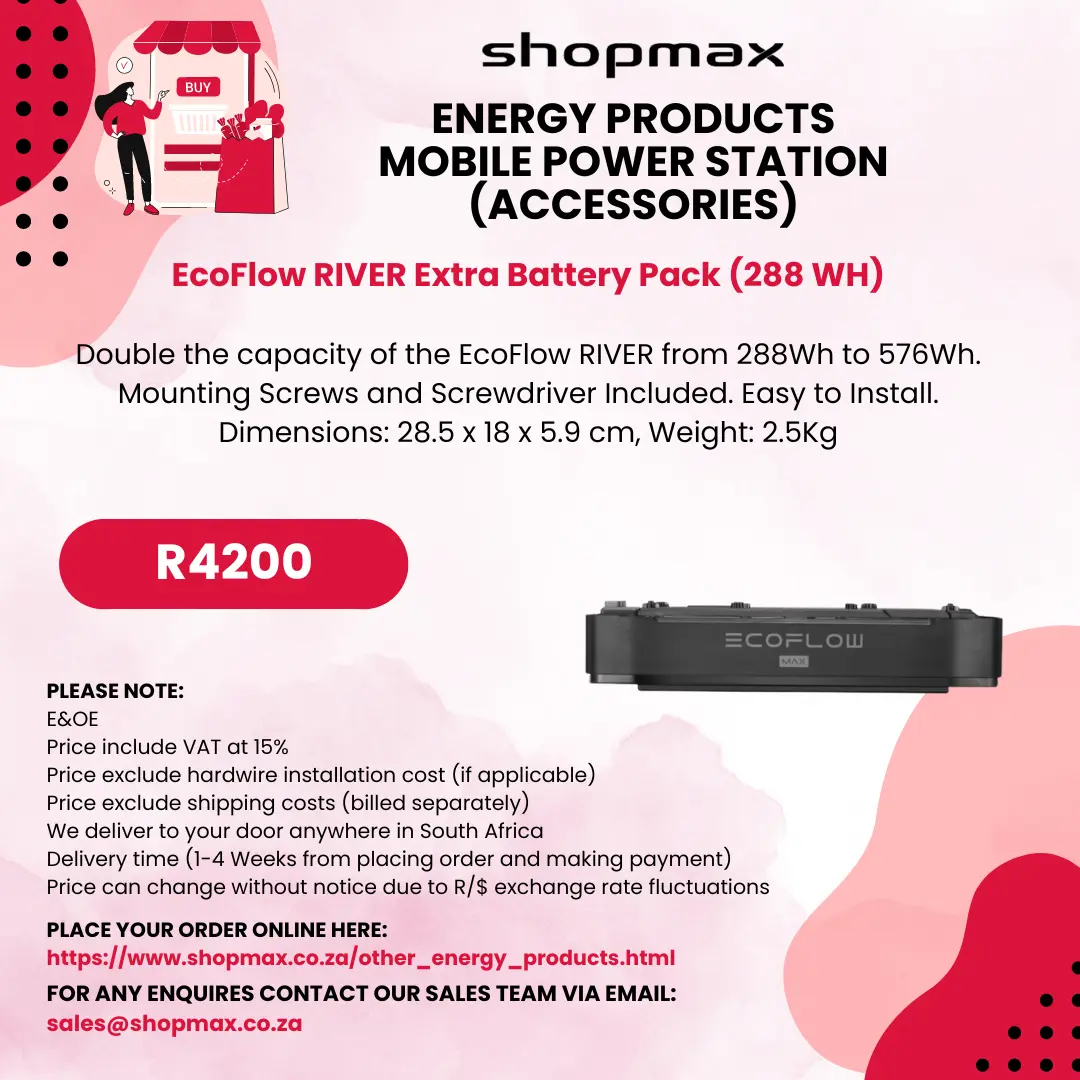 BUY
shopmax
ENERGY PRODUCTS
MOBILE POWER STATION
(ACCESSORIES)
EcoFlow RIVER Extra Battery Pack (288 WH)
Double the capacity of the EcoFlow RIVER from 288Wh to 576Wh.
Mounting Screws and Screwdriver Included. Easy to Install.
Dimensions: 28.5 x 18 x 5.9 cm, Weight: 2.5Kg
R4200
ECOFLOW
MAX
PLEASE NOTE:
E&OE
Price include VAT at 15%
Price exclude hardwire installation cost (if applicable)
Price exclude shipping costs (billed separately)
We deliver to your door anywhere in South Africa
Delivery time (1-4 Weeks from placing order and making payment)
Price can change without notice due to R/$ exchange rate fluctuations
PLACE YOUR ORDER ONLINE HERE:
https://www.shopmax.co.za/other_energy_products.html
FOR ANY ENQUIRES CONTACT OUR SALES TEAM VIA EMAIL:
sales@shopmax.co.za